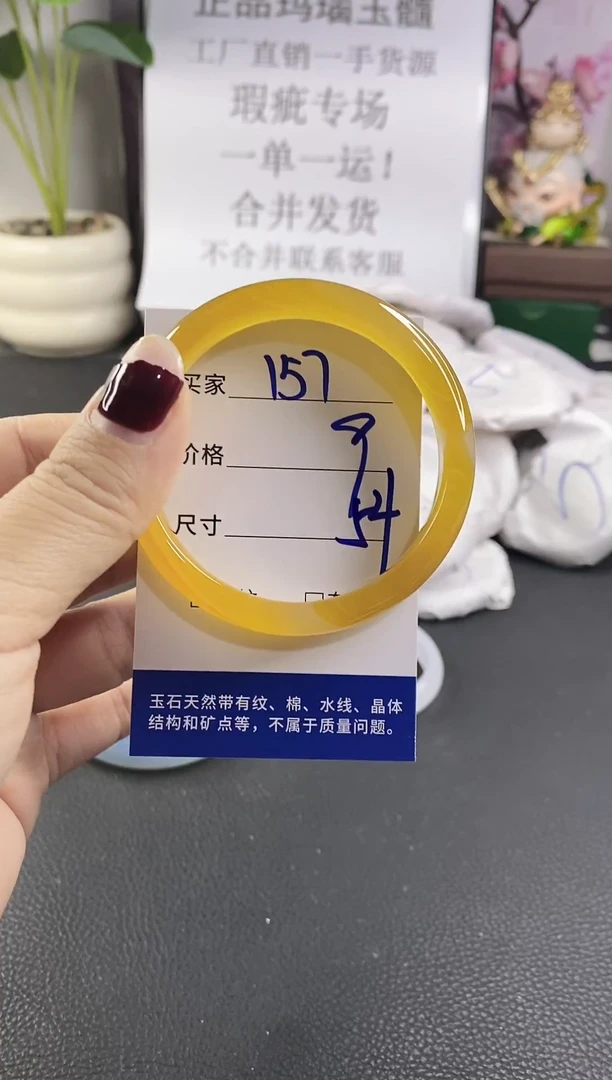 正品玛瑙玉髓
工厂直销一手货源
瑕疵专场
一单一运！
合并发货
不合并联系客服
买家 157
价格
尺寸 54
玉石天然带有纹、棉、水线、晶体
结构和矿点等，不属于质量问题。